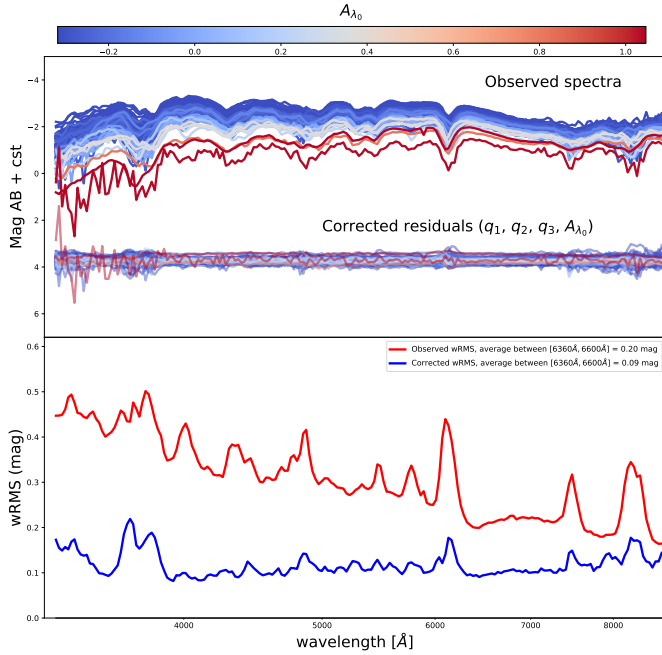 $A_{\lambda_0}$
−0.2 0.0 0.2 0.4 0.6 0.8 1.0
Observed spectra
Corrected residuals ($q_1$, $q_2$, $q_3$, $A_{\lambda_0}$)
Mag AB + cst
−4
−2
0
2
4
6
Observed wRMS, average between [6360Å, 6600Å] = 0.20 mag
Corrected wRMS, average between [6360Å, 6600Å] = 0.09 mag
wRMS (mag)
0.6
0.5
0.4
0.3
0.2
0.1
0.0
4000 5000 6000 7000 8000
wavelength [Å]